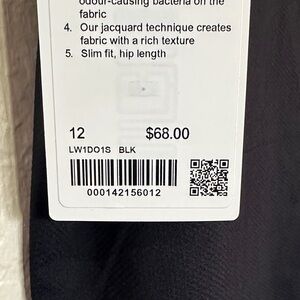 odour-causing bacteria on the
fabric
4. Our jacquard technique creates
fabric with a rich texture
5. Slim fit, hip length
12 $68.00
LW1DO1S BLK
000142156012